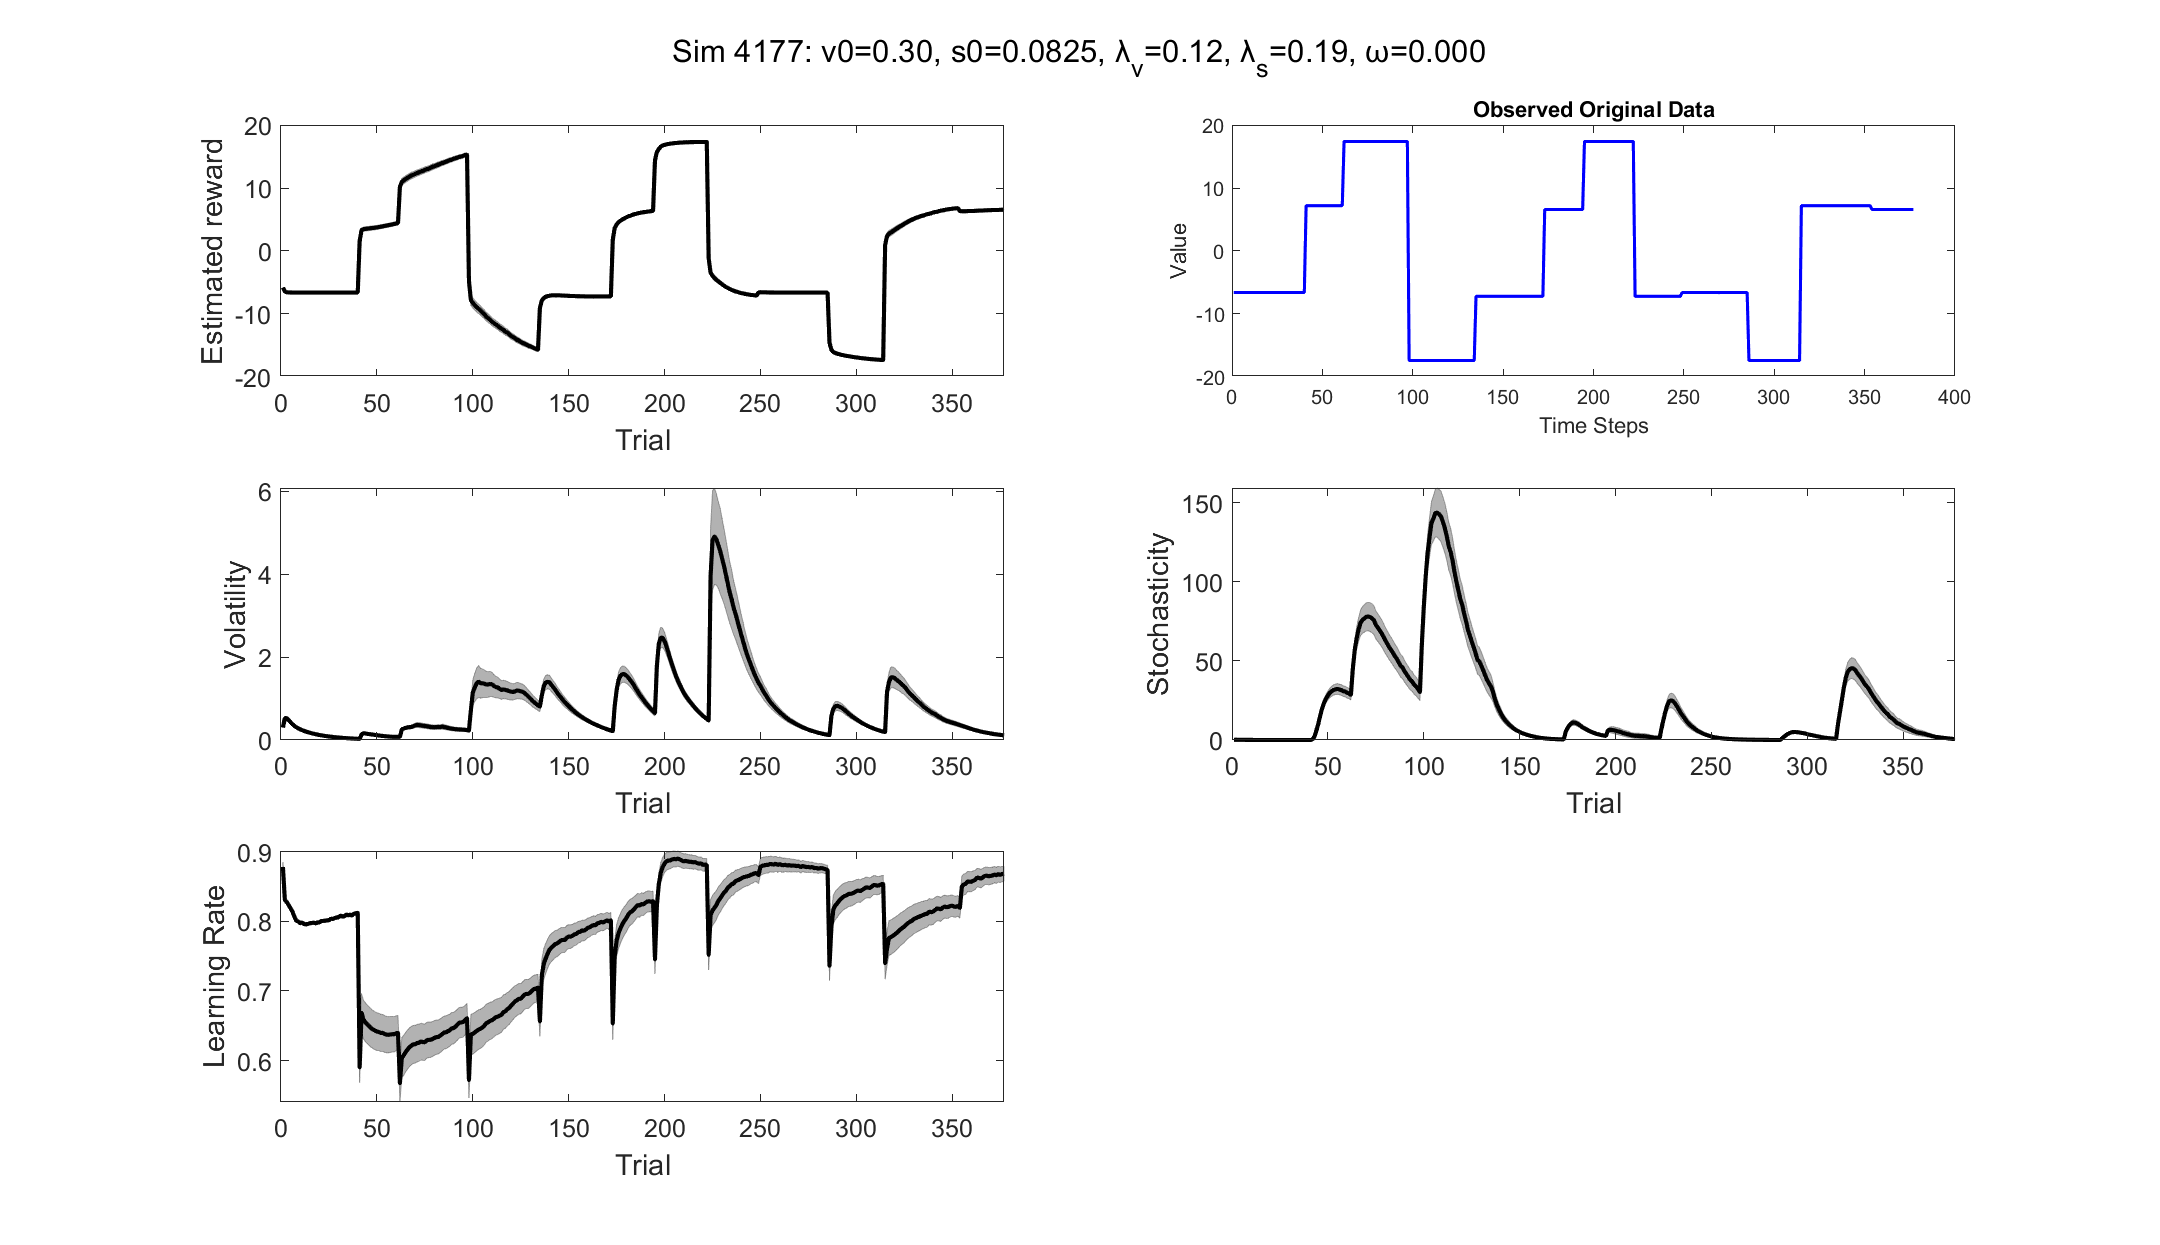 Sim 4177: v0=0.30, s0=0.0825, λv=0.12, λs=0.19, ω=0.000
20
10
0
-10
-20
Estimated reward
0 50 100 150 200 250 300 350
Trial
Observed Original Data
20
10
0
-10
-20
Value
0 50 100 150 200 250 300 350 400
Time Steps
6
4
2
0
Volatility
0 50 100 150 200 250 300 350
Trial
150
100
50
0
Stochasticity
0 50 100 150 200 250 300 350
Trial
0.9
0.8
0.7
0.6
Learning Rate
0 50 100 150 200 250 300 350
Trial